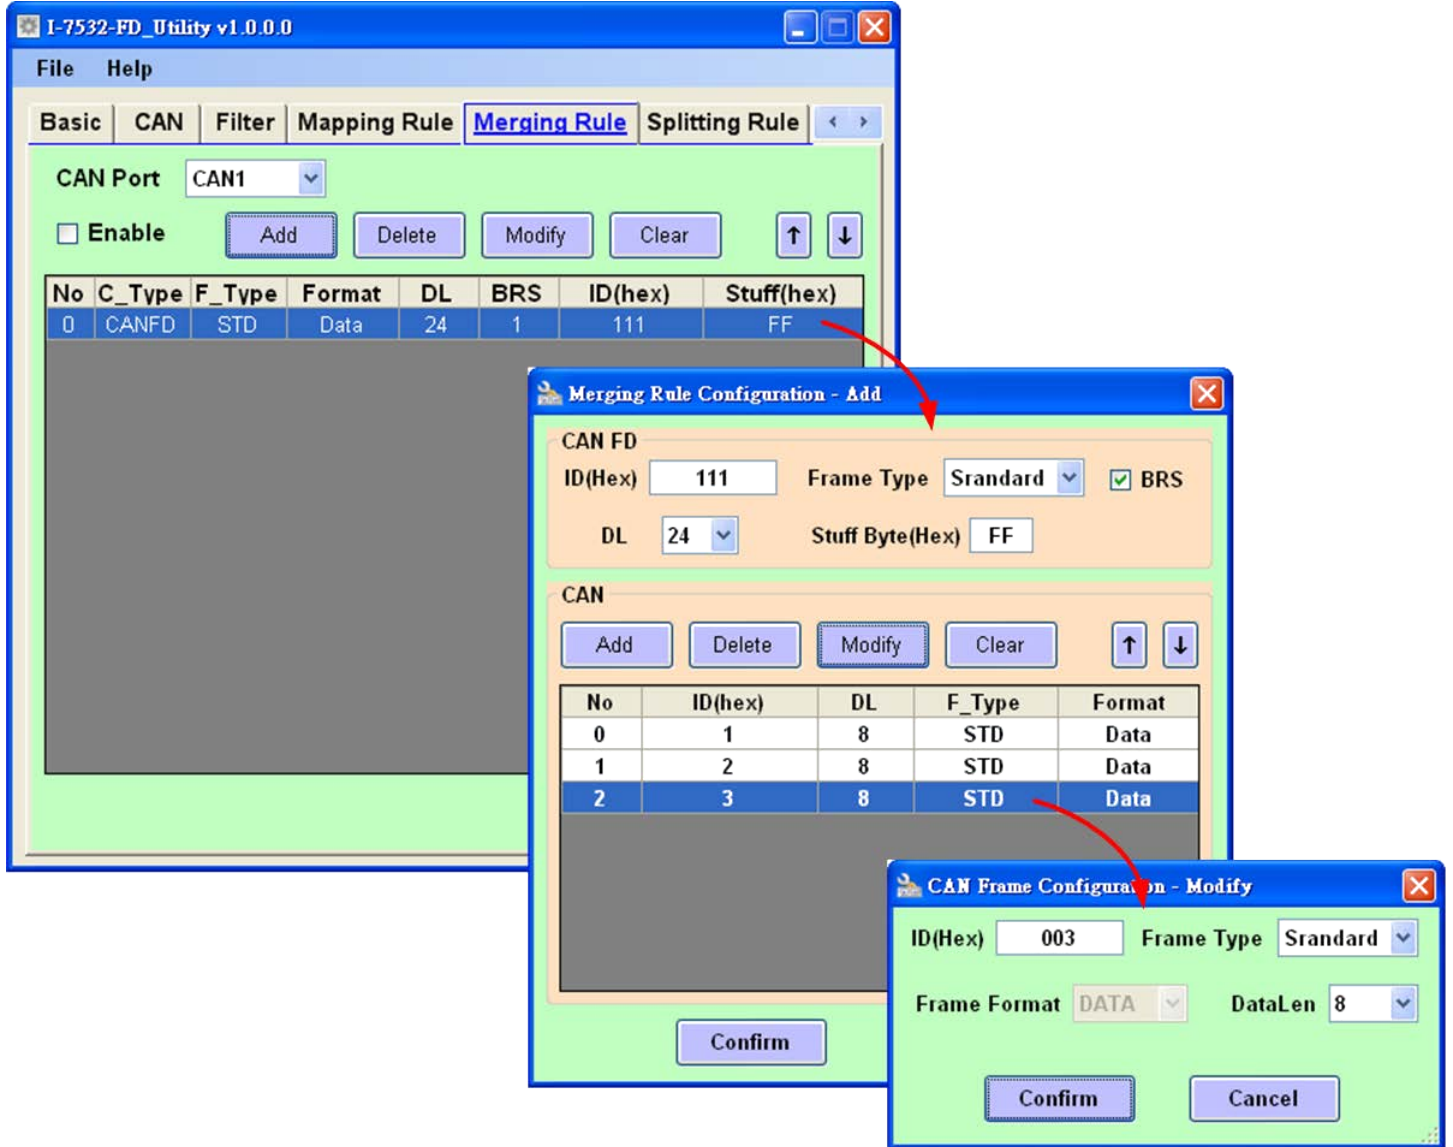 I-7532-FD_Utility v1.0.0.0
File Help
Basic CAN Filter Mapping Rule Merging Rule Splitting Rule
CAN Port CAN1
Enable Add Delete Modify Clear ↑ ↓
No C_Type F_Type Format DL BRS ID(hex) Stuff(hex)
0 CANFD STD Data 24 1 111 FF
Merging Rule Configuration - Add
CAN FD
ID(Hex) 111 Frame Type Srandard BRS
DL 24 Stuff Byte(Hex) FF
CAN
Add Delete Modify Clear ↑ ↓
No ID(hex) DL F_Type Format
0 1 8 STD Data
1 2 8 STD Data
2 3 8 STD Data
Confirm
CAN Frame Configuration - Modify
ID(Hex) 003 Frame Type Srandard
Frame Format DATA DataLen 8
Confirm Cancel